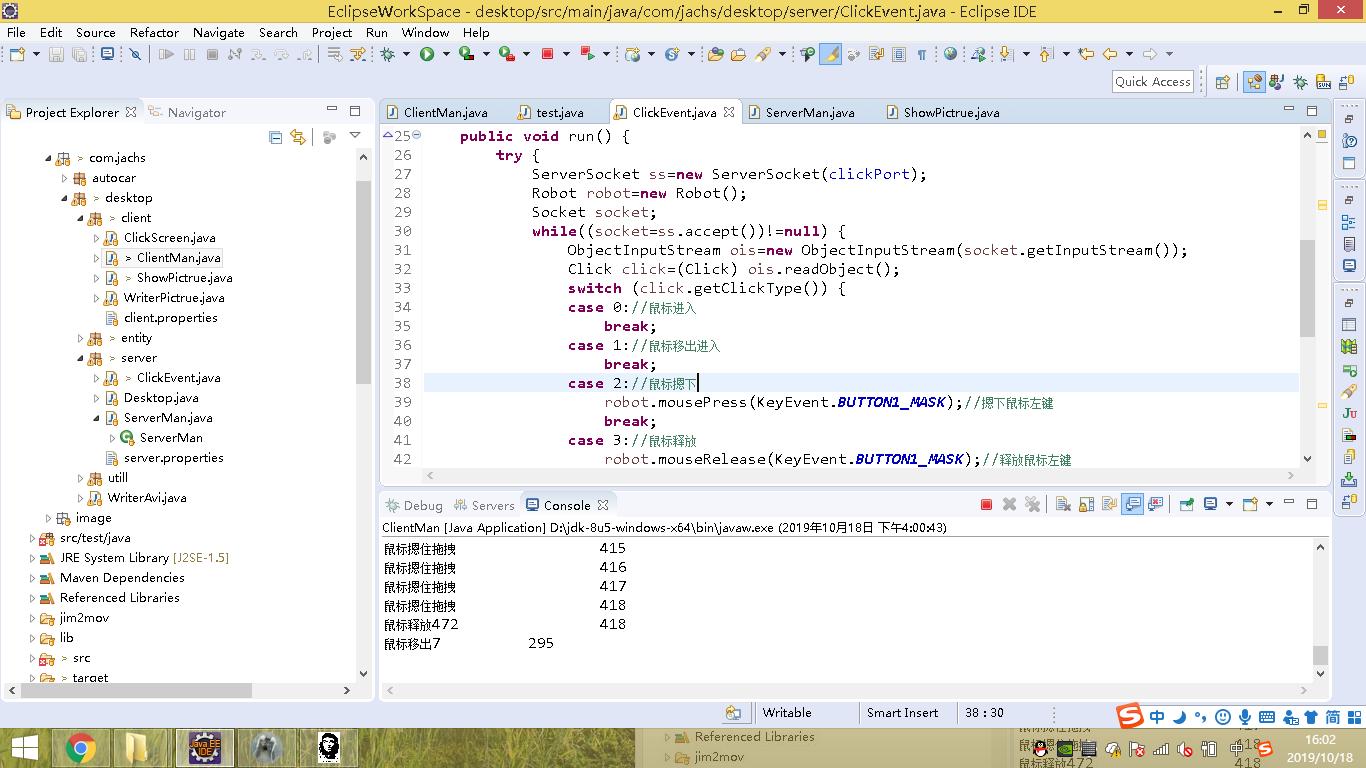 EclipseWorkSpace - desktop/src/main/java/com/jachs/desktop/server/ClickEvent.java - Eclipse IDE
File Edit Source Refactor Navigate Search Project Run Window Help
Quick Access
Project Explorer
Navigator
> com.jachs
autocar
> desktop
> client
ClickScreen.java
> ClientMan.java
> ShowPictrue.java
WriterPictrue.java
client.properties
> entity
> server
> ClickEvent.java
Desktop.java
ServerMan.java
ServerMan
server.properties
utill
WriterAvi.java
image
src/test/java
JRE System Library [J2SE-1.5]
Maven Dependencies
Referenced Libraries
jim2mov
lib
> src
> target
ClientMan.java test.java ClickEvent.java ServerMan.java ShowPictrue.java
25 public void run() {
26 try {
27 ServerSocket ss=new ServerSocket(clickPort);
28 Robot robot=new Robot();
29 Socket socket;
30 while((socket=ss.accept())!=null) {
31 ObjectInputStream ois=new ObjectInputStream(socket.getInputStream());
32 Click click=(Click) ois.readObject();
33 switch (click.getClickType()) {
34 case 0://鼠标进入
35 break;
36 case 1://鼠标移出进入
37 break;
38 case 2://鼠标摁下
39 robot.mousePress(KeyEvent.BUTTON1_MASK);//摁下鼠标左键
40 break;
41 case 3://鼠标释放
42 robot.mouseRelease(KeyEvent.BUTTON1_MASK);//释放鼠标左键
Debug Servers Console
ClientMan [Java Application] D:\jdk-8u5-windows-x64\bin\javaw.exe (2019年10月18日 下午4:00:43)
鼠标摁住拖拽 415
鼠标摁住拖拽 416
鼠标摁住拖拽 417
鼠标摁住拖拽 418
鼠标释放472 418
鼠标移出7 295
Writable Smart Insert 38 : 30
中 简
Java EE IDE
Referenced Libraries
jim2mov
鼠标释放472 418
中
16:02
2019/10/18